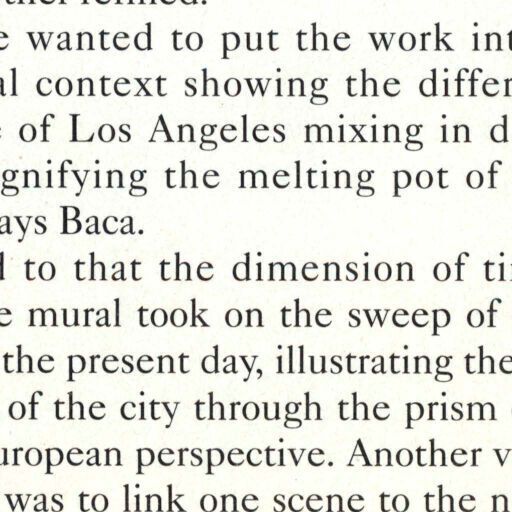 ther refined.
e wanted to put the work int
al context showing the differ
e of Los Angeles mixing in d
gnifying the melting pot of
ays Baca.
d to that the dimension of ti
e mural took on the sweep of
the present day, illustrating the
of the city through the prism
uropean perspective. Another v
was to link one scene to the n